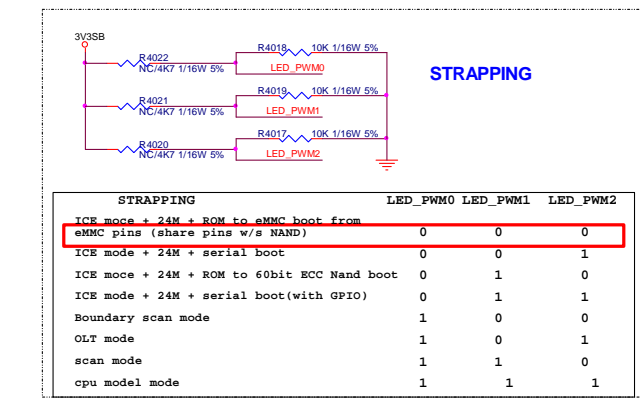 3V3SB
R4018 10K 1/16W 5%
R4022
NC/4K7 1/16W 5%
LED_PWM0
STRAPPING
R4019 10K 1/16W 5%
R4021
NC/4K7 1/16W 5%
LED_PWM1
R4017 10K 1/16W 5%
R4020
NC/4K7 1/16W 5%
LED_PWM2
STRAPPING LED_PWM0 LED_PWM1 LED_PWM2
ICE moce + 24M + ROM to eMMC boot from
eMMC pins (share pins w/s NAND) 0 0 0
ICE mode + 24M + serial boot 0 0 1
ICE moce + 24M + ROM to 60bit ECC Nand boot 0 1 0
ICE mode + 24M + serial boot(with GPIO) 0 1 1
Boundary scan mode 1 0 0
OLT mode 1 0 1
scan mode 1 1 0
cpu model mode 1 1 1